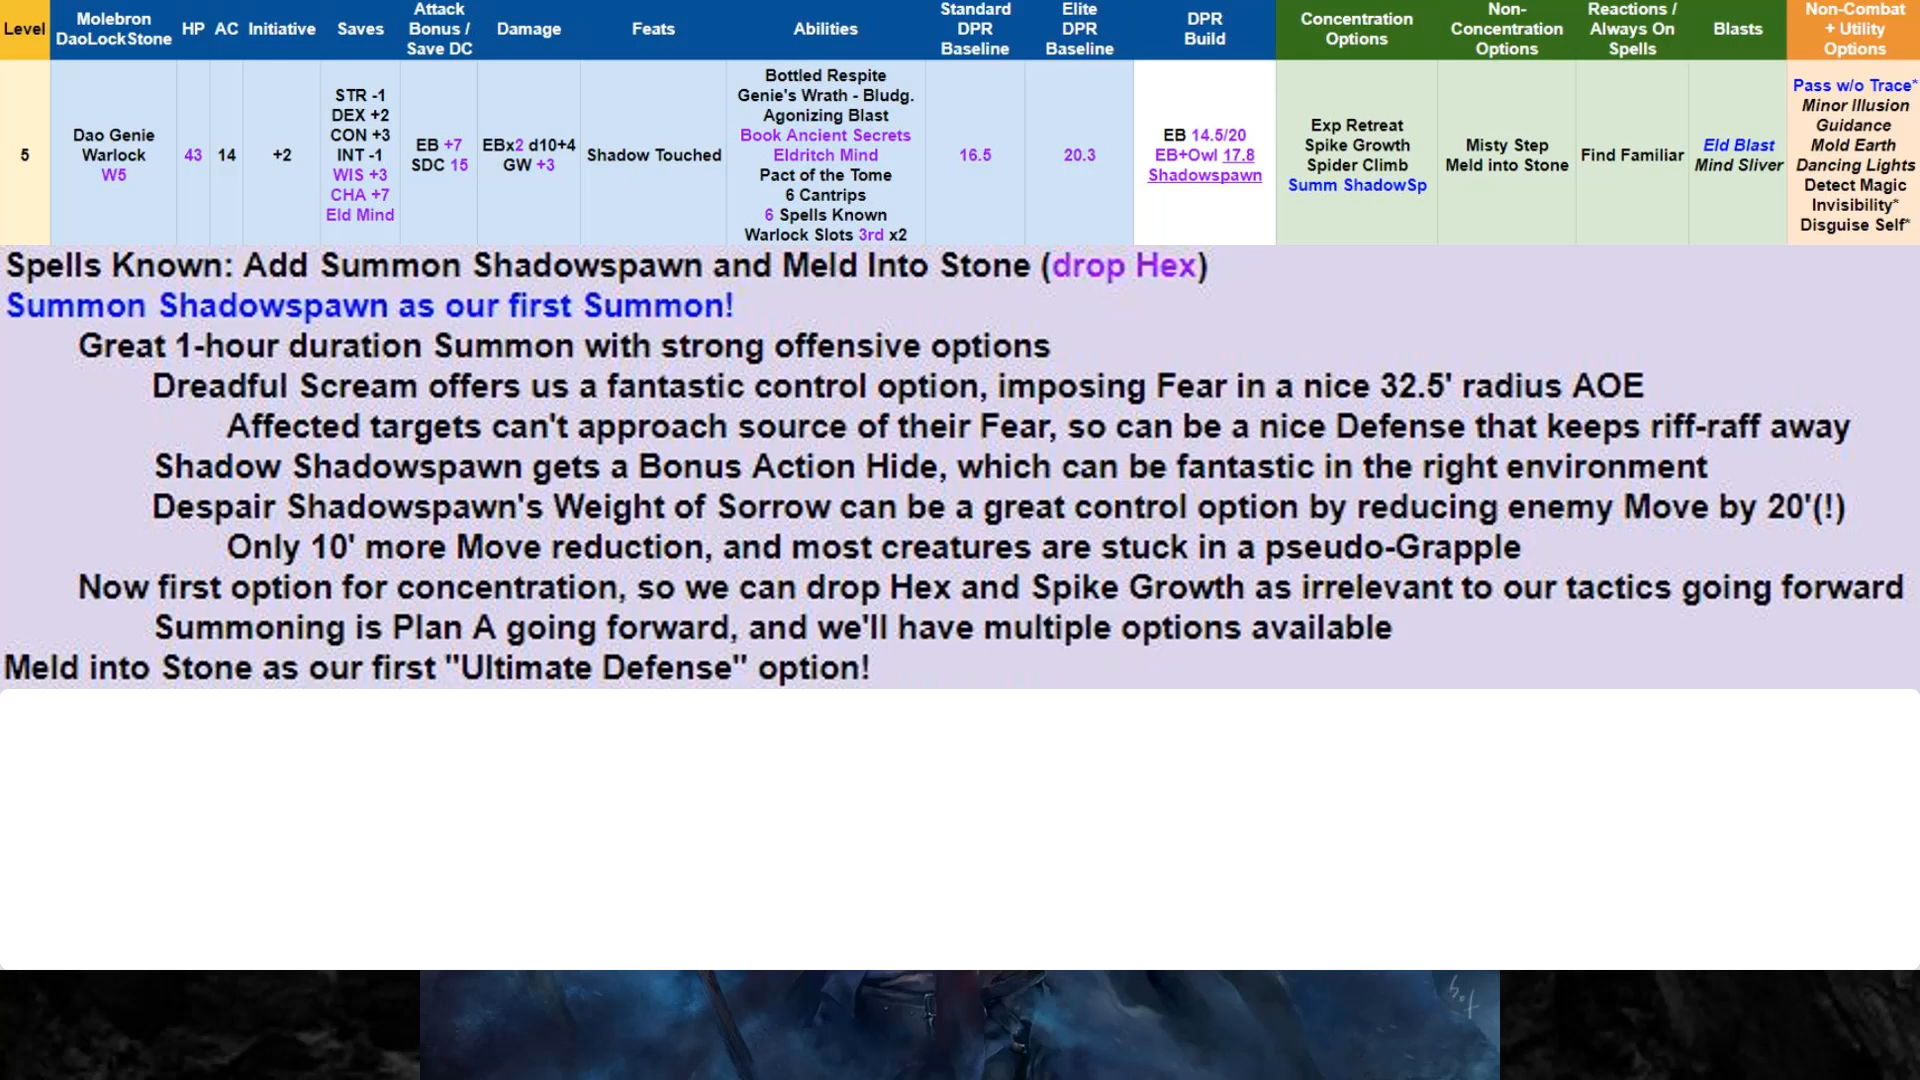 Level
Molebron
DaoLockStone
HP
AC
Initiative
Saves
Attack
Bonus /
Save DC
Damage
Feats
Abilities
Standard
DPR
Baseline
Elite
DPR
Baseline
DPR
Build
Concentration
Options
Non-
Concentration
Options
Reactions /
Always On
Spells
Blasts
Non-Combat
+ Utility
Options
5
Dao Genie
Warlock
W5
43
14
+2
STR -1
DEX +2
CON +3
INT -1
WIS +3
CHA +7
Eld Mind
EB +7
SDC 15
EBx2 d10+4
GW +3
Shadow Touched
Bottled Respite
Genie's Wrath - Bludg.
Agonizing Blast
Book Ancient Secrets
Eldritch Mind
Pact of the Tome
6 Cantrips
6 Spells Known
Warlock Slots 3rd x2
16.5
20.3
EB 14.5/20
EB+Owl 17.8
Shadowspawn
Exp Retreat
Spike Growth
Spider Climb
Summ ShadowSp
Misty Step
Meld into Stone
Find Familiar
Eld Blast
Mind Sliver
Pass w/o Trace*
Minor Illusion
Guidance
Mold Earth
Dancing Lights
Detect Magic
Invisibility*
Disguise Self*
Spells Known: Add Summon Shadowspawn and Meld Into Stone (drop Hex)
Summon Shadowspawn as our first Summon!
Great 1-hour duration Summon with strong offensive options
Dreadful Scream offers us a fantastic control option, imposing Fear in a nice 32.5' radius AOE
Affected targets can't approach source of their Fear, so can be a nice Defense that keeps riff-raff away
Shadow Shadowspawn gets a Bonus Action Hide, which can be fantastic in the right environment
Despair Shadowspawn's Weight of Sorrow can be a great control option by reducing enemy Move by 20'(!)
Only 10' more Move reduction, and most creatures are stuck in a pseudo-Grapple
Now first option for concentration, so we can drop Hex and Spike Growth as irrelevant to our tactics going forward
Summoning is Plan A going forward, and we'll have multiple options available
Meld into Stone as our first "Ultimate Defense" option!